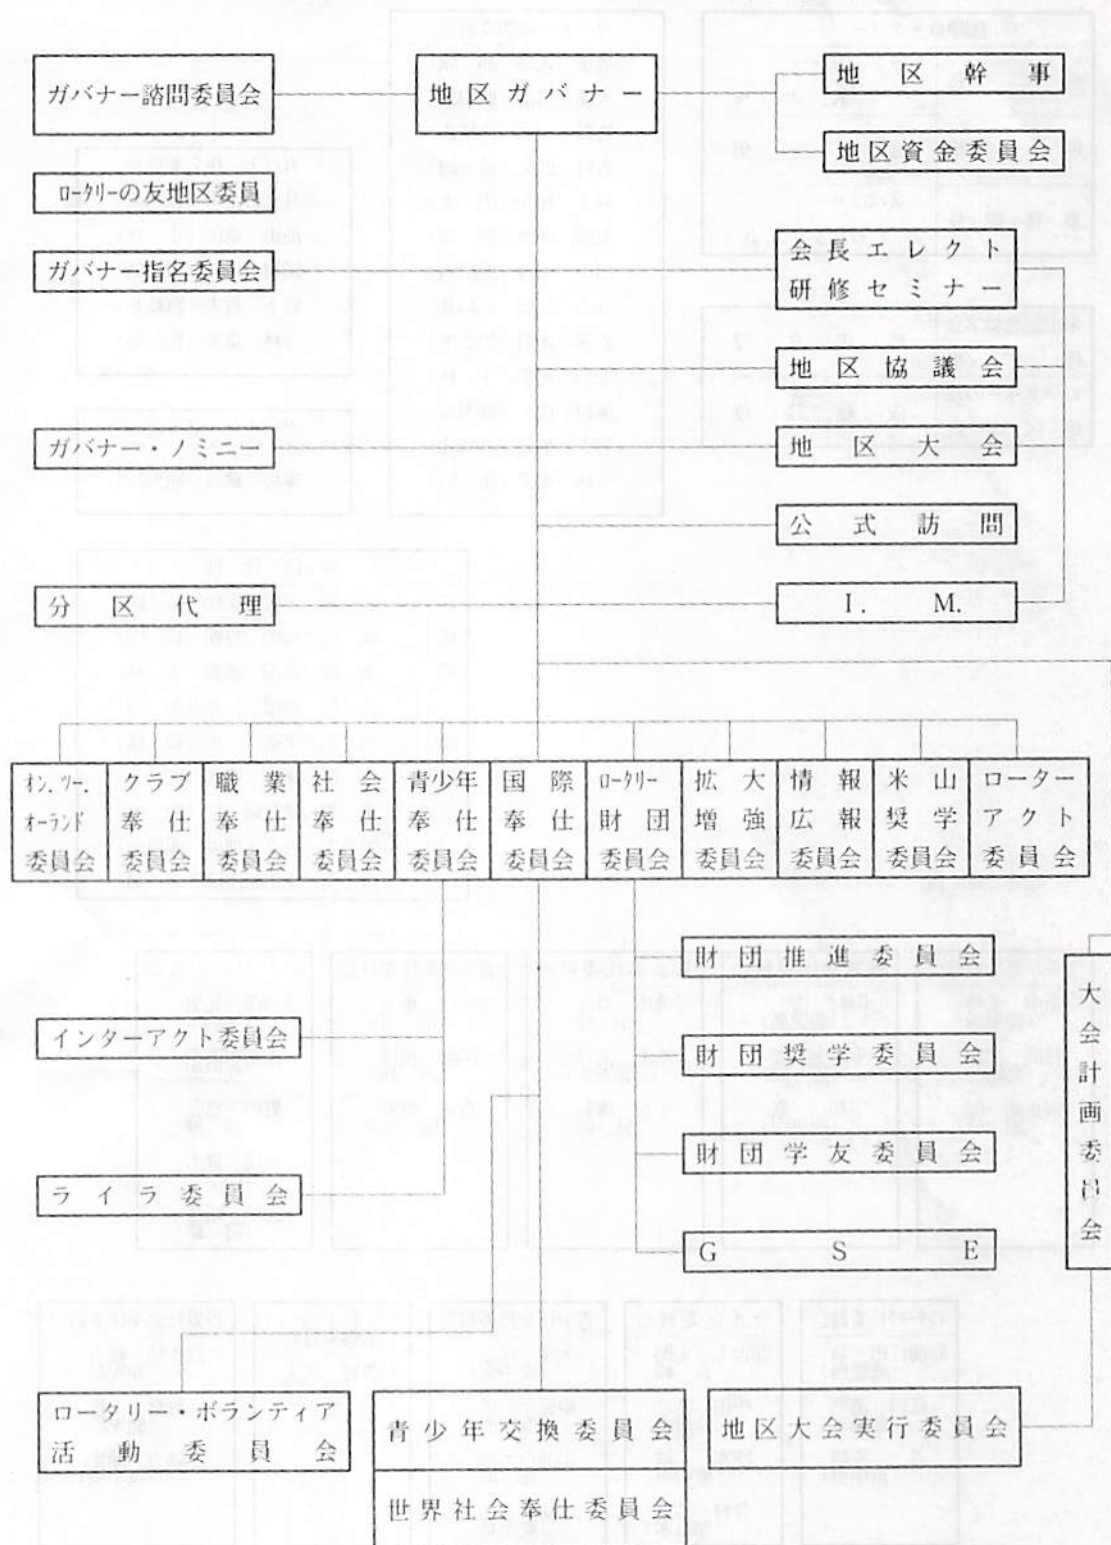 ガバナー諮問委員会
地区ガバナー
地区幹事
地区資金委員会
ロータリーの友地区委員
ガバナー指名委員会
会長エレクト
研修セミナー
地区協議会
ガバナー・ノミニー
地区大会
公式訪問
分区代理
I. M.
オン.ツー.
オーランド
委員会
クラブ
奉仕
委員会
職業
奉仕
委員会
社会
奉仕
委員会
青少年
奉仕
委員会
国際
奉仕
委員会
ロータリー
財団
委員会
拡大
増強
委員会
情報
広報
委員会
米山
奨学
委員会
ローター
アクト
委員会
財団推進委員会
大会計画委員会
インターアクト委員会
財団奨学委員会
財団学友委員会
ライラ委員会
G S E
ロータリー・ボランティア
活動委員会
青少年交換委員会
地区大会実行委員会
世界社会奉仕委員会